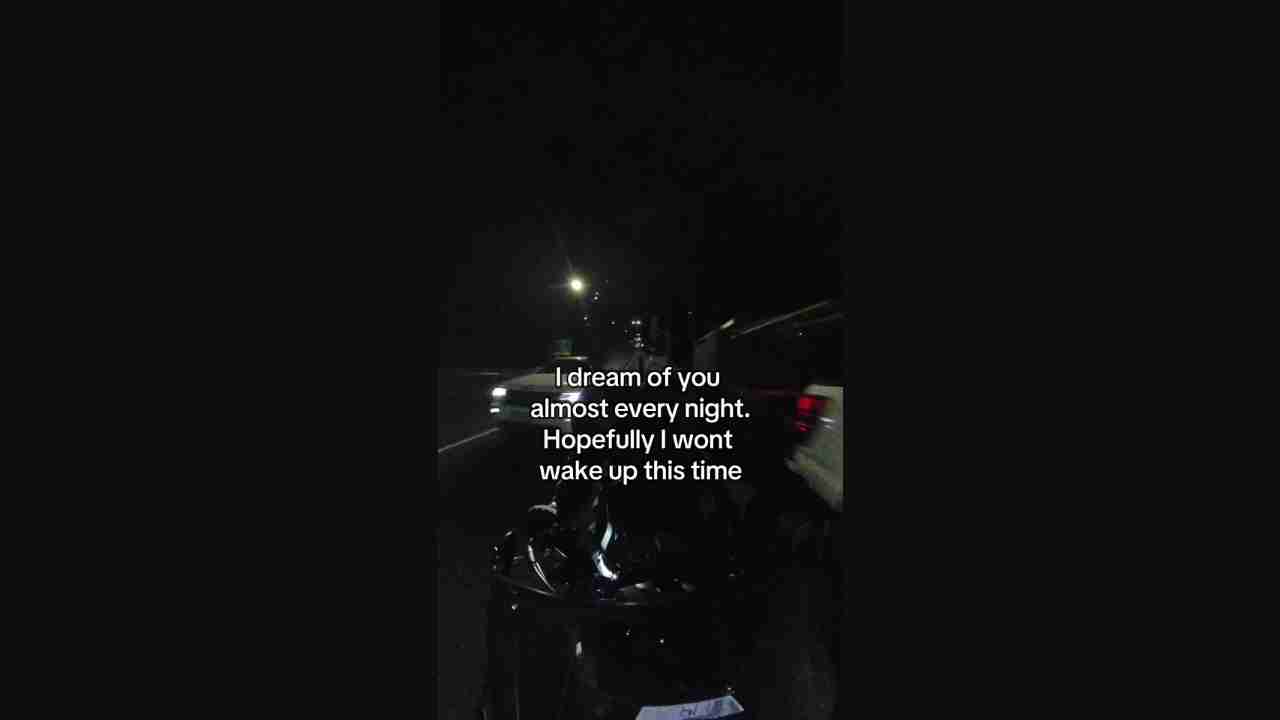 I dream of you
almost every night.
Hopefully I wont
wake up this time